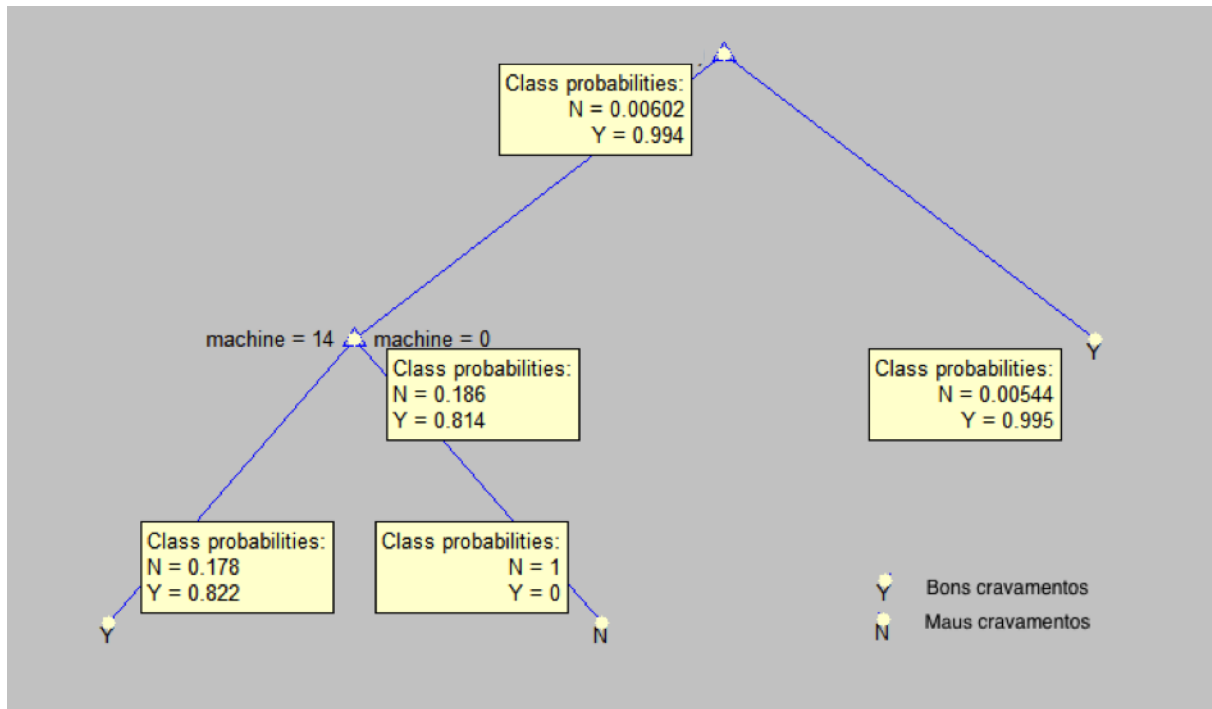 Class probabilities:
N = 0.00602
Y = 0.994
machine = 14
machine = 0
Class probabilities:
N = 0.186
Y = 0.814
Y
Class probabilities:
N = 0.00544
Y = 0.995
Class probabilities:
N = 0.178
Y = 0.822
Class probabilities:
N = 1
Y = 0
Y
N
Y Bons cravamentos
N Maus cravamentos